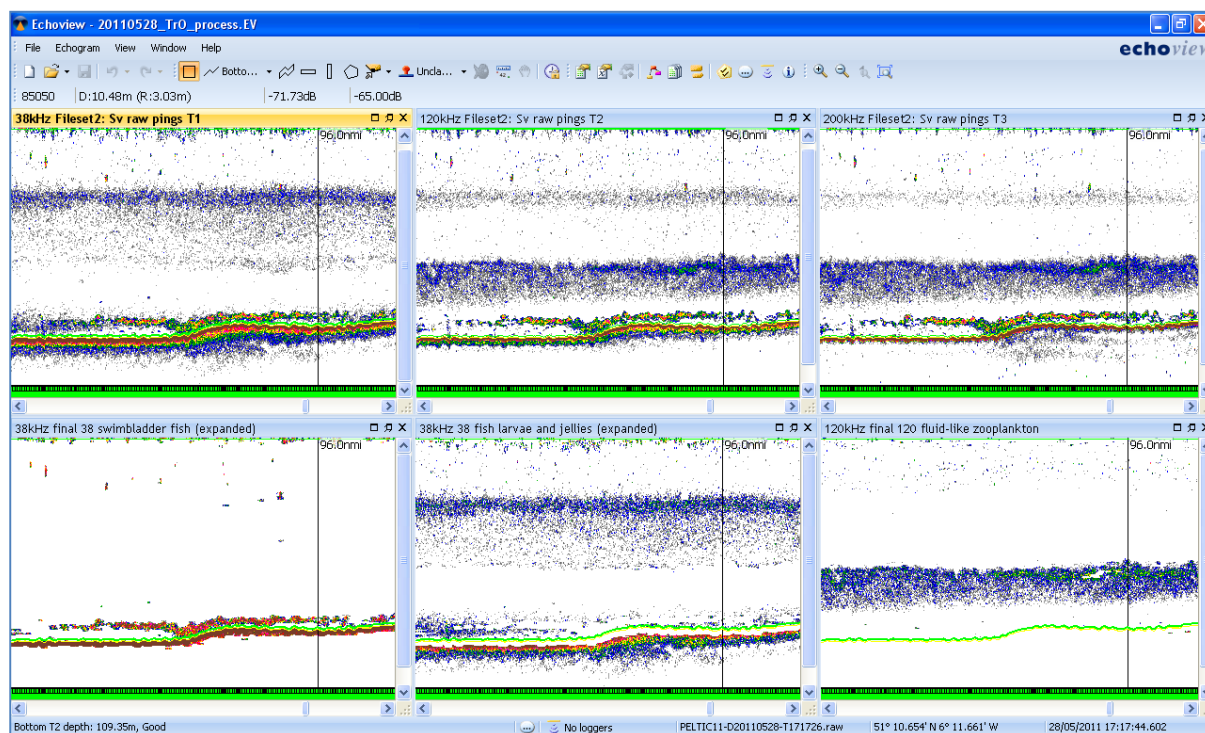 Echoview - 20110528_TrO_process.EV
File Echogram View Window Help
echoview
Botto... Uncla...
85050 D:10.48m (R:3.03m) -71.73dB -65.00dB
38kHz Fileset2: Sv raw pings T1
120kHz Fileset2: Sv raw pings T2
200kHz Fileset2: Sv raw pings T3
96.0nmi
96.0nmi
96.0nmi
38kHz final 38 swimbladder fish (expanded)
38kHz 38 fish larvae and jellies (expanded)
120kHz final 120 fluid-like zooplankton
96.0nmi
96.0nmi
96.0nmi
Bottom T2 depth: 109.35m, Good No loggers PELTIC11-D20110528-T171726.raw 51° 10.654' N 6° 11.661' W 28/05/2011 17:17:44.602